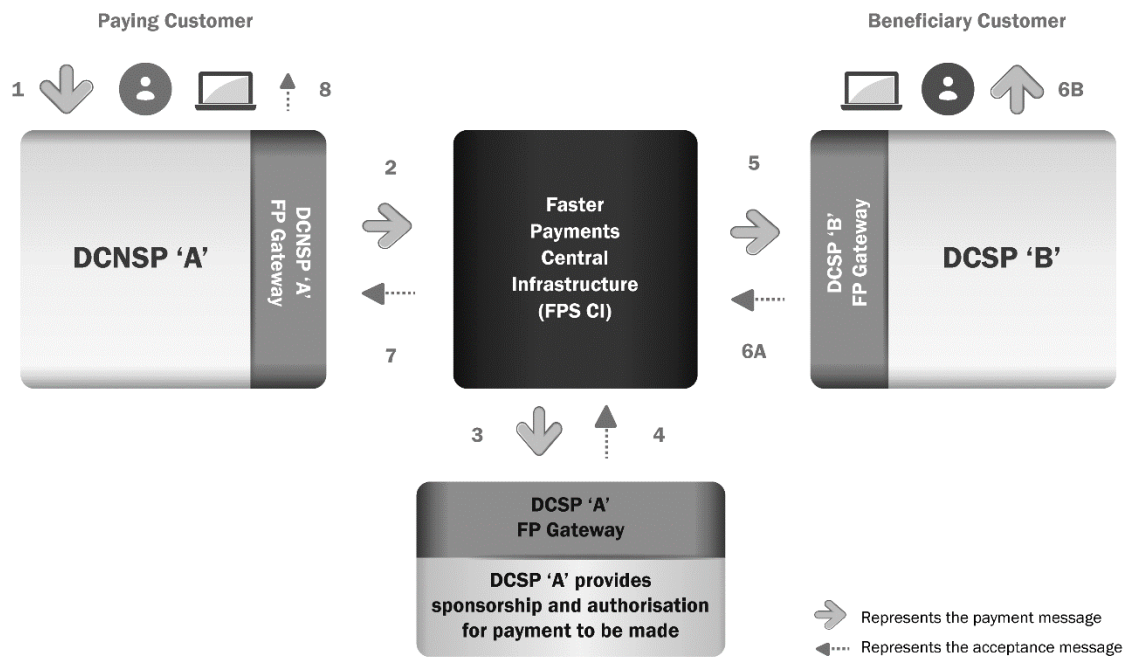 Paying Customer
Beneficiary Customer
1
8
6B
DCNSP ‘A’
DCNSP ‘A’
FP Gateway
2
7
Faster
Payments
Central
Infrastructure
(FPS CI)
5
6A
DCSP ‘B’
FP Gateway
DCSP ‘B’
3
4
DCSP ‘A’
FP Gateway
DCSP ‘A’ provides
sponsorship and authorisation
for payment to be made
Represents the payment message
Represents the acceptance message